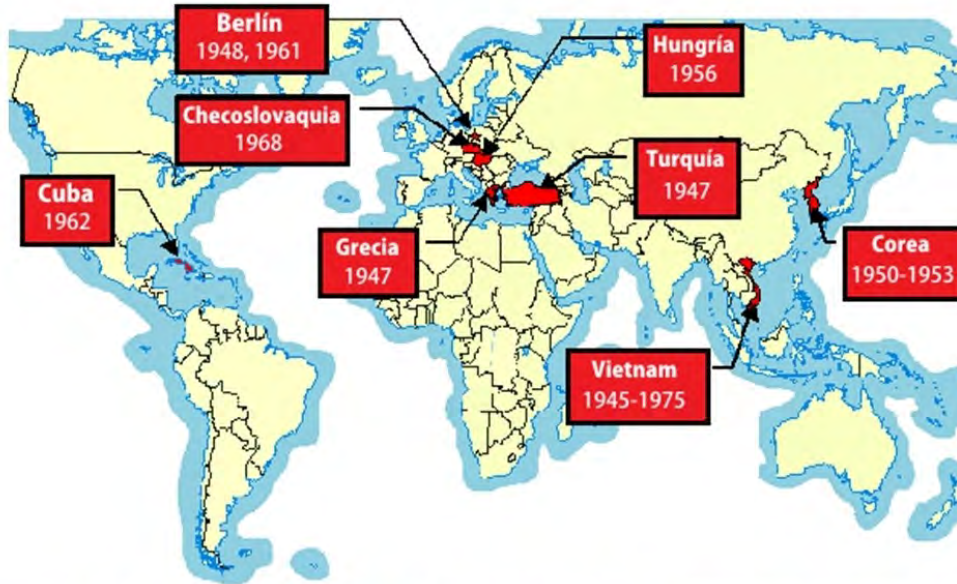 Berlín
1948, 1961
Hungría
1956
Checoslovaquia
1968
Turquía
1947
Cuba
1962
Grecia
1947
Corea
1950-1953
Vietnam
1945-1975